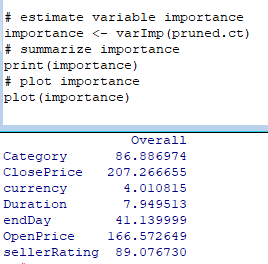 # estimate variable importance
importance <- varImp(pruned.ct)
# summarize importance
print(importance)
# plot importance
plot(importance)
Overall
Category 86.886974
ClosePrice 207.266655
currency 4.010815
Duration 7.949513
endDay 41.139999
OpenPrice 166.572649
sellerRating 89.076730